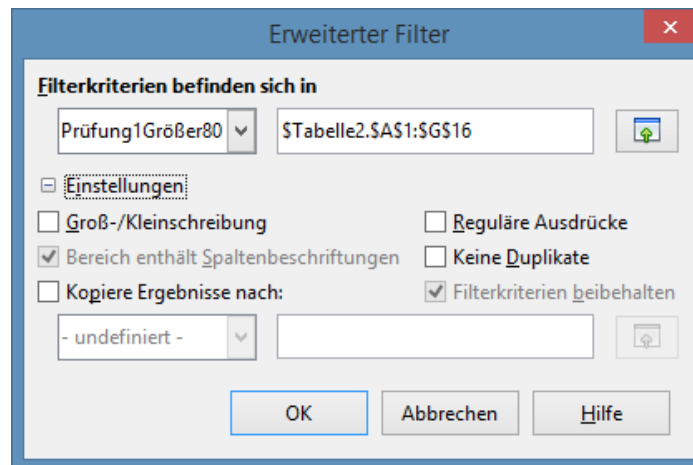 Erweiterter Filter
Filterkriterien befinden sich in
Prüfung1Größer80 $Tabelle2.$A$1:$G$16
Einstellungen
Groß-/Kleinschreibung Reguläre Ausdrücke
Bereich enthält Spaltenbeschriftungen Keine Duplikate
Kopiere Ergebnisse nach: Filterkriterien beibehalten
- undefiniert -
OK Abbrechen Hilfe